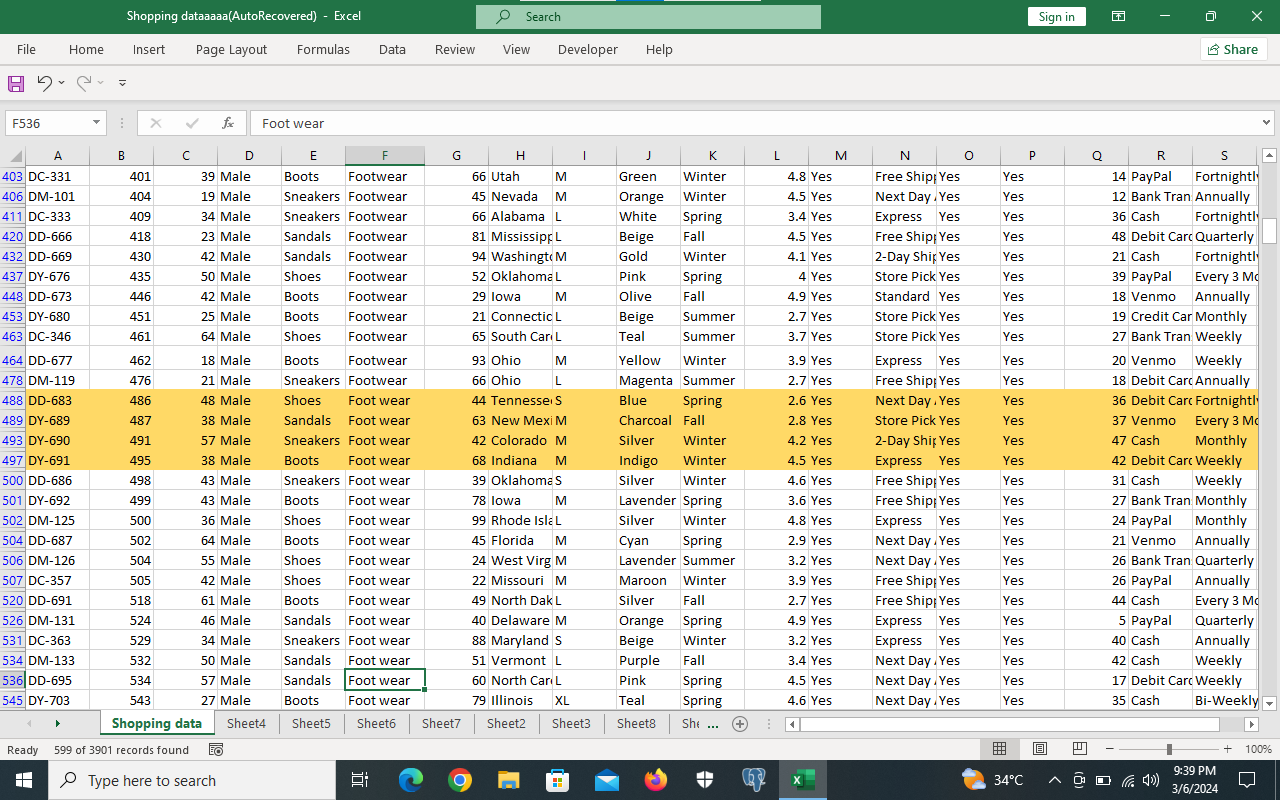 Shopping dataaaaa(AutoRecovered) - Excel
Search
Sign in
File Home Insert Page Layout Formulas Data Review View Developer Help
Share
F536
fx Foot wear
A B C D E F G H I J K L M N O P Q R S
403 DC-331 401 39 Male Boots Footwear 66 Utah M Green Winter 4.8 Yes Free Shipp Yes Yes 14 PayPal Fortnightly
406 DM-101 404 19 Male Sneakers Footwear 45 Nevada M Orange Winter 4.5 Yes Next Day A Yes Yes 12 Bank Tran Annually
411 DC-333 409 34 Male Sneakers Footwear 66 Alabama L White Spring 3.4 Yes Express Yes Yes 36 Cash Fortnightly
420 DD-666 418 23 Male Sandals Footwear 81 Mississipp L Beige Fall 4.5 Yes Free Shipp Yes Yes 48 Debit Card Quarterly
432 DD-669 430 42 Male Sandals Footwear 94 Washingto M Gold Winter 4.1 Yes 2-Day Ship Yes Yes 21 Cash Fortnightly
437 DY-676 435 50 Male Shoes Footwear 52 Oklahoma L Pink Spring 4 Yes Store Pick Yes Yes 39 PayPal Every 3 Mo
448 DD-673 446 42 Male Boots Footwear 29 Iowa M Olive Fall 4.9 Yes Standard Yes Yes 18 Venmo Annually
453 DY-680 451 25 Male Boots Footwear 21 Connectic L Beige Summer 2.7 Yes Store Pick Yes Yes 19 Credit Car Monthly
463 DC-346 461 64 Male Shoes Footwear 65 South Caro L Teal Summer 3.7 Yes Store Pick Yes Yes 27 Bank Tran Weekly
464 DD-677 462 18 Male Boots Footwear 93 Ohio M Yellow Winter 3.9 Yes Express Yes Yes 20 Venmo Weekly
478 DM-119 476 21 Male Sneakers Footwear 66 Ohio L Magenta Summer 2.7 Yes Free Shipp Yes Yes 18 Debit Card Annually
488 DD-683 486 48 Male Shoes Foot wear 44 Tennessee S Blue Spring 2.6 Yes Next Day A Yes Yes 36 Debit Card Fortnightly
489 DY-689 487 38 Male Sandals Foot wear 63 New Mexi M Charcoal Fall 2.8 Yes Store Pick Yes Yes 37 Venmo Every 3 Mo
493 DY-690 491 57 Male Sneakers Foot wear 42 Colorado M Silver Winter 4.2 Yes 2-Day Ship Yes Yes 47 Cash Monthly
497 DY-691 495 38 Male Boots Foot wear 68 Indiana M Indigo Winter 4.5 Yes Express Yes Yes 42 Debit Card Weekly
500 DD-686 498 43 Male Sneakers Foot wear 39 Oklahoma S Silver Winter 4.6 Yes Free Shipp Yes Yes 31 Cash Weekly
501 DY-692 499 43 Male Boots Foot wear 78 Iowa M Lavender Spring 3.6 Yes Free Shipp Yes Yes 27 Bank Tran Monthly
502 DM-125 500 36 Male Shoes Foot wear 99 Rhode Isla L Silver Winter 4.8 Yes Express Yes Yes 24 PayPal Monthly
504 DD-687 502 64 Male Boots Foot wear 45 Florida M Cyan Spring 2.9 Yes Next Day A Yes Yes 21 Venmo Annually
506 DM-126 504 55 Male Shoes Foot wear 24 West Virg M Lavender Summer 3.2 Yes Next Day A Yes Yes 26 Bank Tran Quarterly
507 DC-357 505 42 Male Shoes Foot wear 22 Missouri M Maroon Winter 3.9 Yes Free Shipp Yes Yes 26 PayPal Annually
520 DD-691 518 61 Male Boots Foot wear 49 North Dak L Silver Fall 2.7 Yes Free Shipp Yes Yes 44 Cash Every 3 Mo
526 DM-131 524 46 Male Sandals Foot wear 40 Delaware M Orange Spring 4.9 Yes Express Yes Yes 5 PayPal Quarterly
531 DC-363 529 34 Male Sneakers Foot wear 88 Maryland S Beige Winter 3.2 Yes Express Yes Yes 40 Cash Annually
534 DM-133 532 50 Male Sandals Foot wear 51 Vermont L Purple Fall 3.4 Yes Next Day A Yes Yes 42 Cash Weekly
536 DD-695 534 57 Male Sandals Foot wear 60 North Caro L Pink Spring 4.5 Yes Next Day A Yes Yes 17 Debit Card Weekly
545 DY-703 543 27 Male Boots Foot wear 79 Illinois XL Teal Spring 4.6 Yes Next Day A Yes Yes 35 Cash Bi-Weekly
Shopping data Sheet4 Sheet5 Sheet6 Sheet7 Sheet2 Sheet3 Sheet8 She ...
Ready 599 of 3901 records found 100%
Type here to search
34°C
9:39 PM
3/6/2024